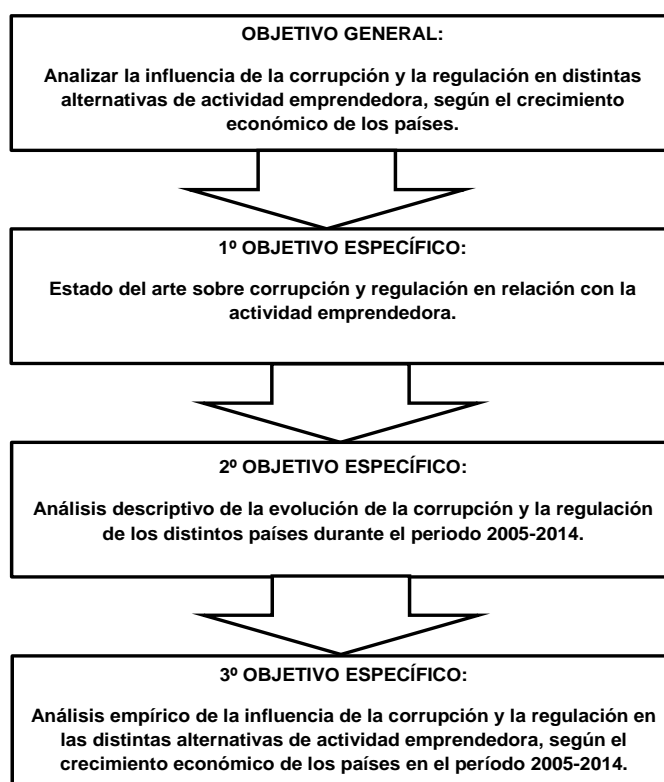 OBJETIVO GENERAL:
Analizar la influencia de la corrupción y la regulación en distintas
alternativas de actividad emprendedora, según el crecimiento
económico de los países.
1º OBJETIVO ESPECÍFICO:
Estado del arte sobre corrupción y regulación en relación con la
actividad emprendedora.
2º OBJETIVO ESPECÍFICO:
Análisis descriptivo de la evolución de la corrupción y la regulación
de los distintos países durante el periodo 2005-2014.
3º OBJETIVO ESPECÍFICO:
Análisis empírico de la influencia de la corrupción y la regulación en
las distintas alternativas de actividad emprendedora, según el
crecimiento económico de los países en el período 2005-2014.